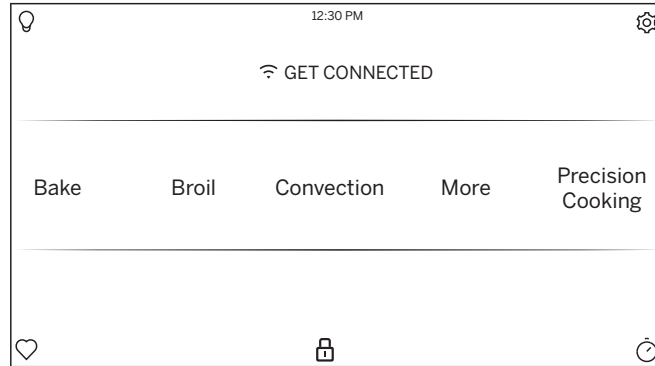 12:30 PM
GET CONNECTED
Bake Broil Convection More Precision
Cooking